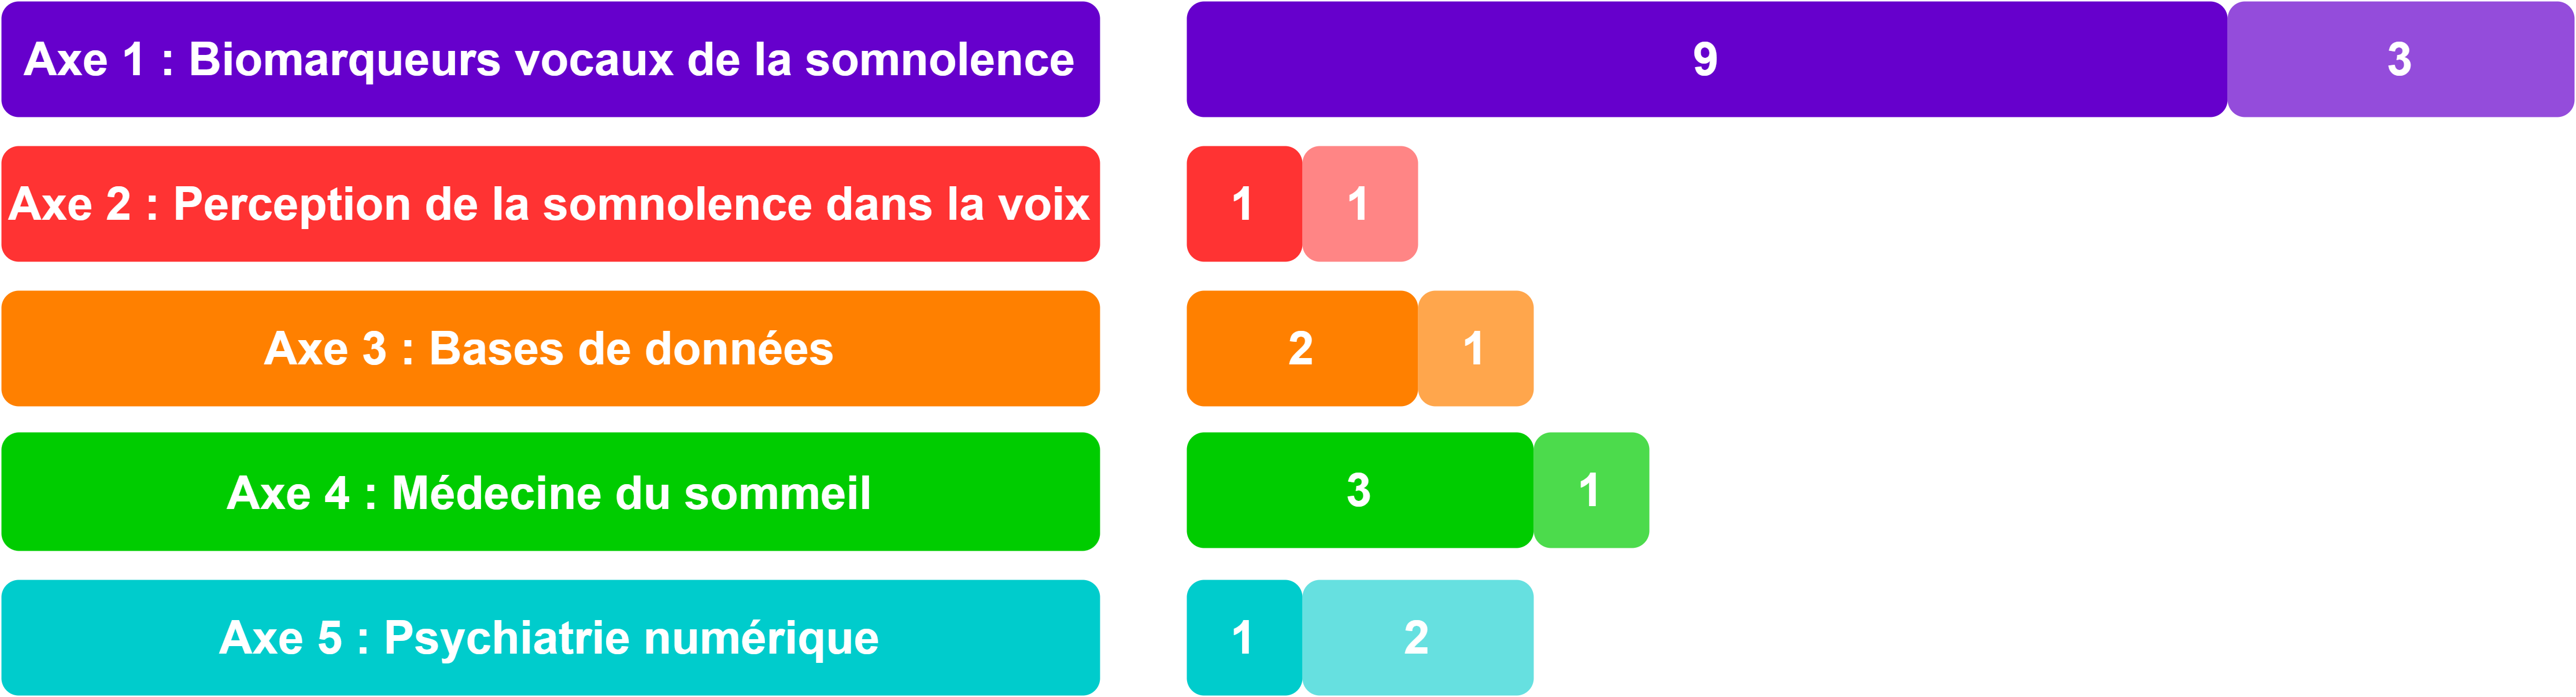 Axe 1 : Biomarqueurs vocaux de la somnolence
9
3
Axe 2 : Perception de la somnolence dans la voix
1
1
Axe 3 : Bases de données
2
1
Axe 4 : Médecine du sommeil
3
1
Axe 5 : Psychiatrie numérique
1
2